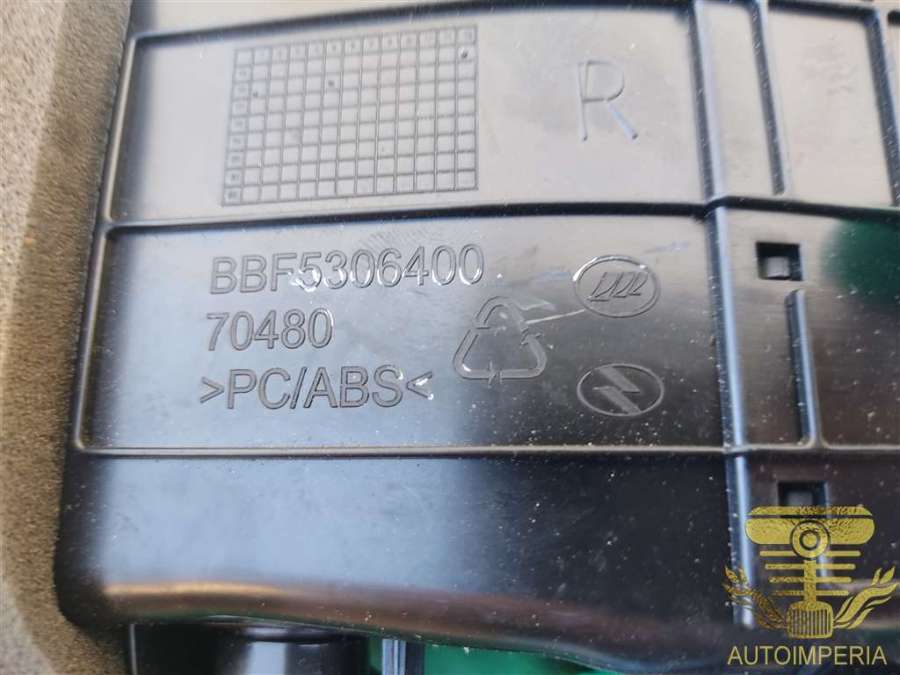 R
BBF5306400
70480
>PC/ABS<
AUTOIMPERIA